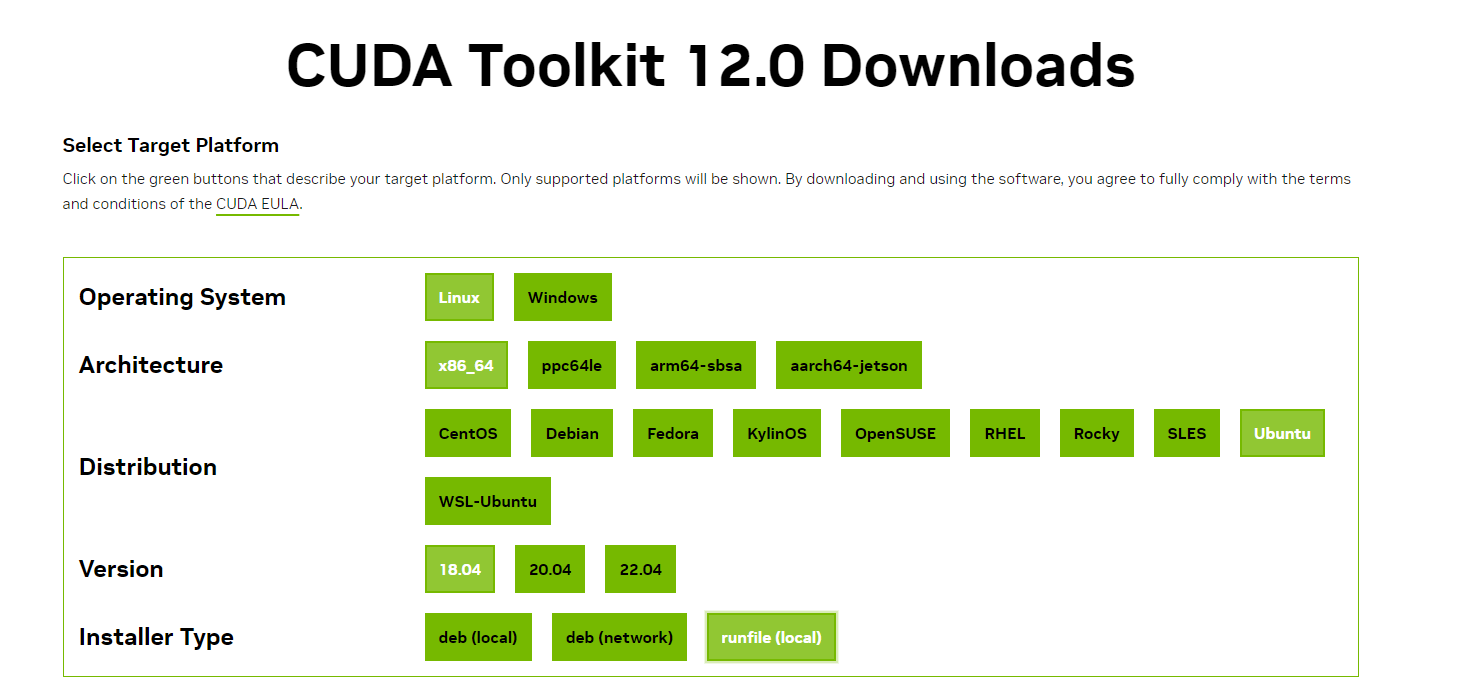 CUDA Toolkit 12.0 Downloads
Select Target Platform
Click on the green buttons that describe your target platform. Only supported platforms will be shown. By downloading and using the software, you agree to fully comply with the terms
and conditions of the CUDA EULA.
Operating System Linux Windows
Architecture x86_64 ppc64le arm64-sbsa aarch64-jetson
Distribution CentOS Debian Fedora KylinOS OpenSUSE RHEL Rocky SLES Ubuntu
WSL-Ubuntu
Version 18.04 20.04 22.04
Installer Type deb (local) deb (network) runfile (local)